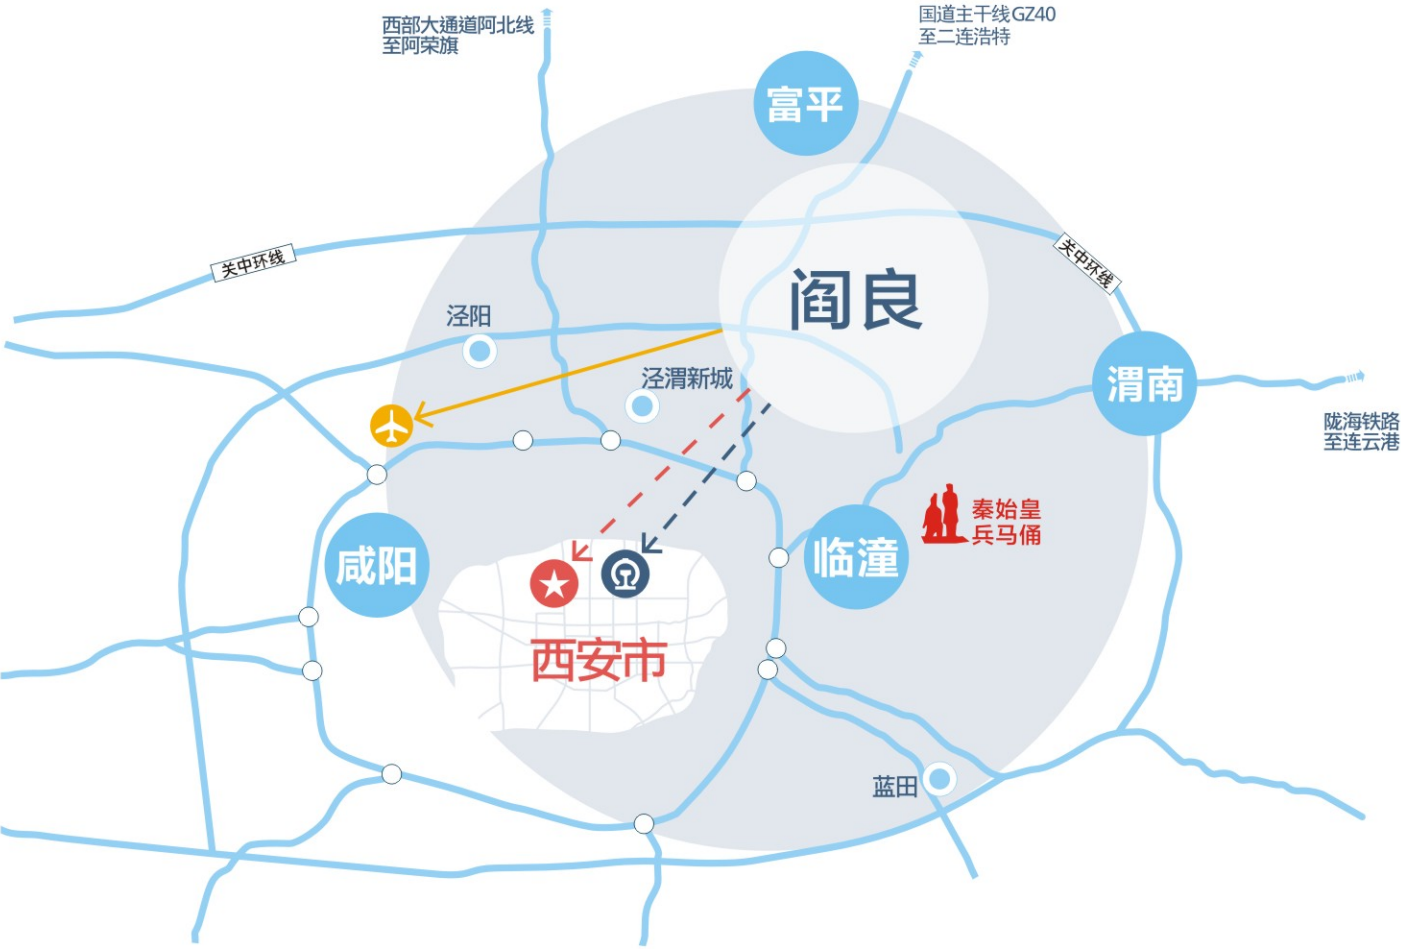 西部大通道阿北线
至阿荣旗
国道主干线GZ40
至二连浩特
富平
关中环线
关中环线
阎良
泾阳
泾渭新城
渭南
陇海铁路
至连云港
秦始皇
兵马俑
咸阳
临潼
西安市
蓝田